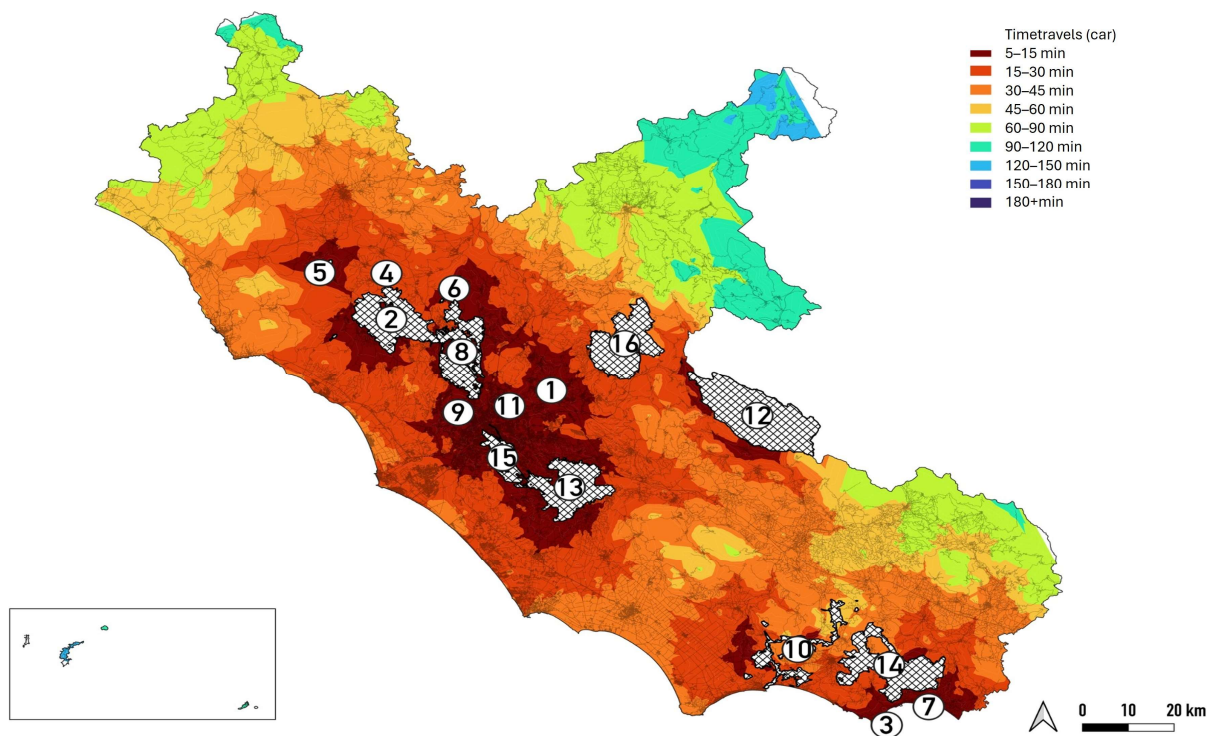 Timetravels (car)
5–15 min
15–30 min
30–45 min
45–60 min
60–90 min
90–120 min
120–150 min
150–180 min
180+min
5
4
6
2
8
16
1
9
11
12
15
13
10
14
7
3
0 10 20 km